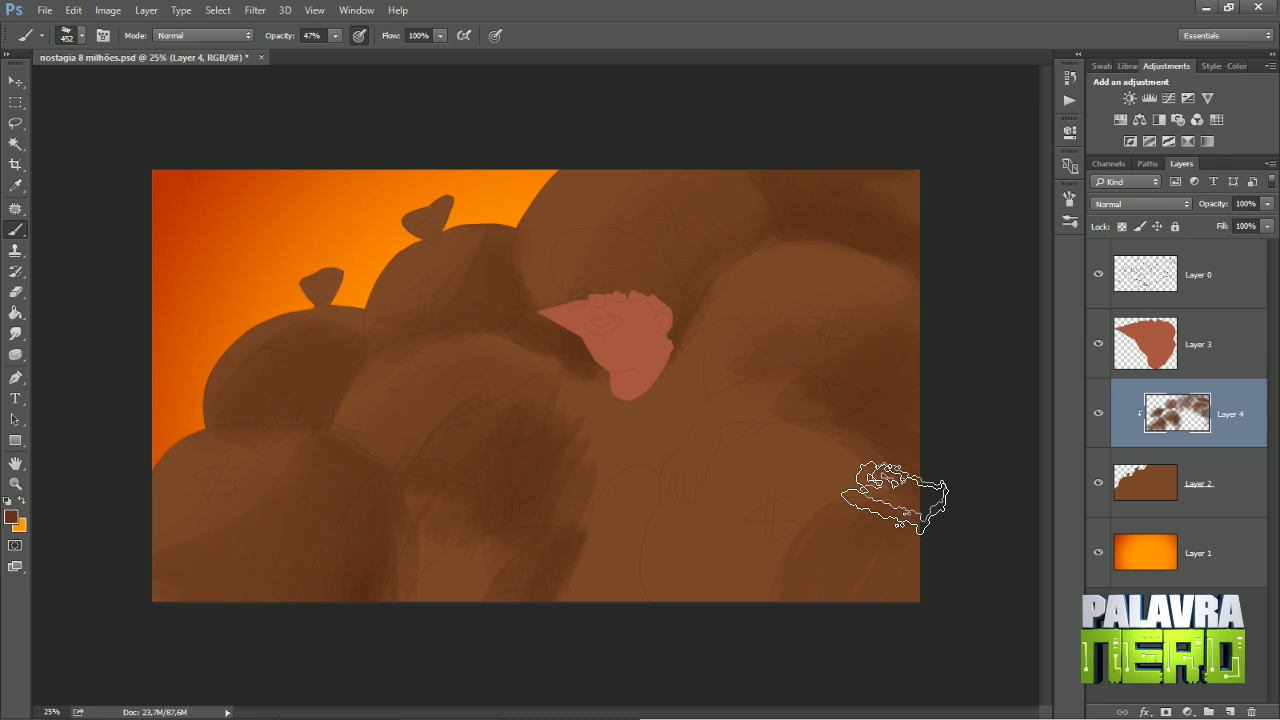 Ps File Edit Image Layer Type Select Filter 3D View Window Help
452 Mode: Normal Opacity: 47% Flow: 100% Essentials
nostagia 8 milhões.psd @ 25% (Layer 4, RGB/8#) * ×
Swat Librar Adjustments Style Color
Add an adjustment
Channels Paths Layers
Kind
Normal Opacity: 100%
Lock: Fill: 100%
Layer 0
Layer 3
Layer 4
Layer 2
Layer 1
PALAVRA
NERD
25% Doc: 23,7M/87,6M